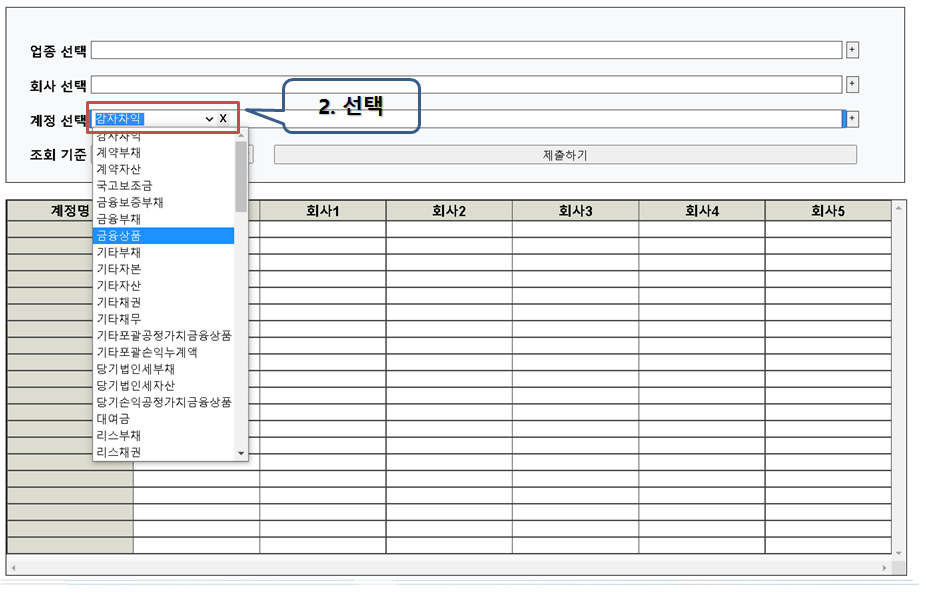 업종 선택 +
회사 선택 +
계정 선택 감자차익 X +
2. 선택
조회 기준 제출하기
감자차익
계약부채
계약자산
국고보조금
금융보증부채
금융부채
금융상품
기타부채
기타자본
기타자산
기타채권
기타채무
기타포괄공정가치금융상품
기타포괄손익누계액
당기법인세부채
당기법인세자산
당기손익공정가치금융상품
대여금
리스부채
리스채권
계정명 회사1 회사2 회사3 회사4 회사5